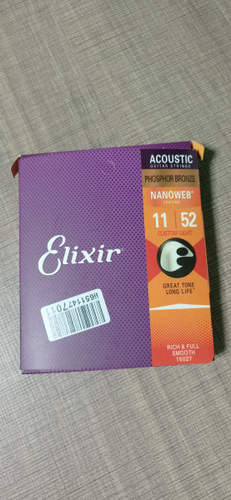 ACOUSTIC
GUITAR STRINGS
PHOSPHOR BRONZE
NANOWEB®
COATING
11 52
CUSTOM LIGHT
Elixir
GREAT TONE
LONG LIFE
RICH & FULL
SMOOTH
16027